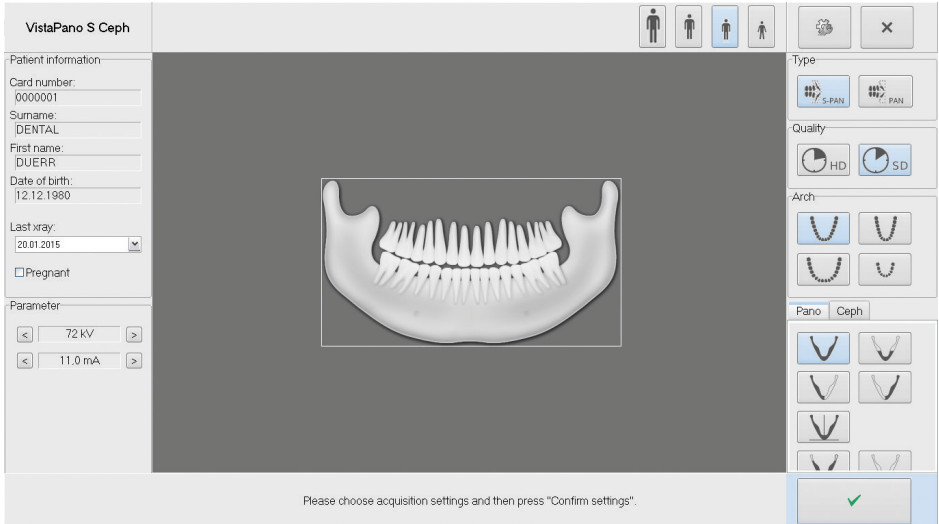 VistaPano S Ceph
Patient information
Card number:
0000001
Surname:
DENTAL
First name:
DUERR
Date of birth:
12.12.1980
Last xray:
20.01.2015
Pregnant
Parameter
< 72 kV >
< 11,0 mA >
Type
S-PAN PAN
Quality
HD SD
Arch
Pano Ceph
Please choose acquisition settings and then press "Confirm settings".